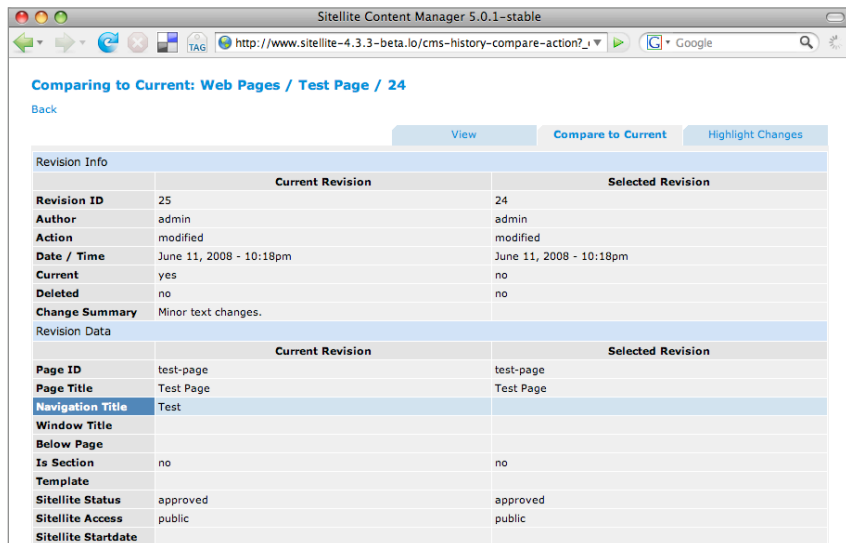 Sitellite Content Manager 5.0.1-stable
TAG http://www.sitellite-4.3.3-beta.lo/cms-history-compare-action?_ G Google
Comparing to Current: Web Pages / Test Page / 24
Back
View Compare to Current Highlight Changes
Revision Info
Current Revision Selected Revision
Revision ID 25 24
Author admin admin
Action modified modified
Date / Time June 11, 2008 - 10:18pm June 11, 2008 - 10:18pm
Current yes no
Deleted no no
Change Summary Minor text changes.
Revision Data
Current Revision Selected Revision
Page ID test-page test-page
Page Title Test Page Test Page
Navigation Title Test
Window Title
Below Page
Is Section no no
Template
Sitellite Status approved approved
Sitellite Access public public
Sitellite Startdate